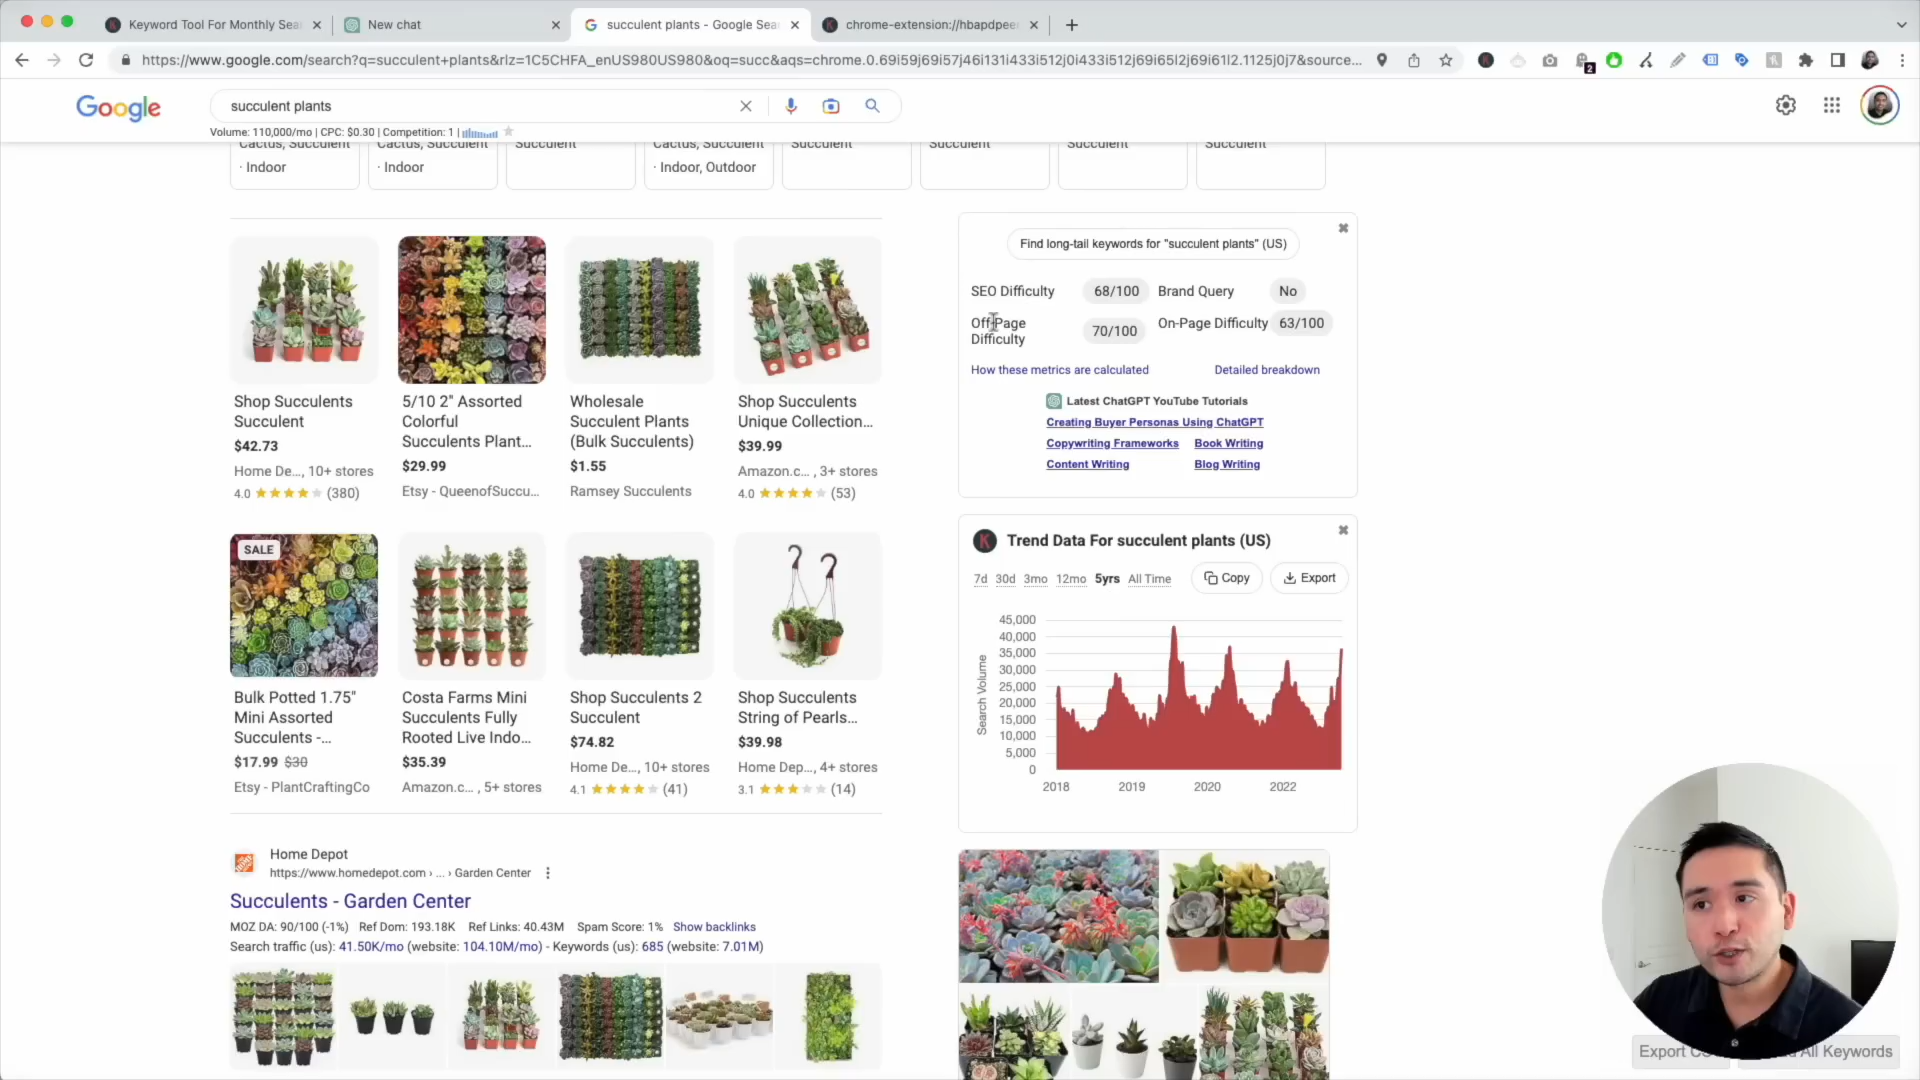 Keyword Tool For Monthly Sea
New chat
succulent plants - Google Sea
chrome-extension://hbapdpee
https://www.google.com/search?q=succulent+plants&rlz=1C5CHFA_enUS980US980&oq=succ&aqs=chrome.0.69i59j69i57j46i131i433i512j0i433i512j69i65l2j69i61l2.1125j0j7&source...
2
Google
succulent plants
Volume: 110,000/mo | CPC: $0.30 | Competition: 1 |
Cactus, Succulent
Cactus, Succulent
Succulent
Cactus, Succulent
Succulent
Succulent
Succulent
Succulent
· Indoor
· Indoor
· Indoor, Outdoor
Shop Succulents
Succulent
$42.73
Home De..., 10+ stores
4.0 (380)
5/10 2" Assorted
Colorful
Succulents Plant...
$29.99
Etsy - QueenofSuccu...
Wholesale
Succulent Plants
(Bulk Succulents)
$1.55
Ramsey Succulents
Shop Succulents
Unique Collection...
$39.99
Amazon.c... , 3+ stores
4.0 (53)
SALE
Bulk Potted 1.75"
Mini Assorted
Succulents -...
$17.99 $30
Etsy - PlantCraftingCo
Costa Farms Mini
Succulents Fully
Rooted Live Indo...
$35.39
Amazon.c... , 5+ stores
Shop Succulents 2
Succulent
$74.82
Home De..., 10+ stores
4.1 (41)
Shop Succulents
String of Pearls...
$39.98
Home Dep..., 4+ stores
3.1 (14)
Home Depot
https://www.homedepot.com › ... › Garden Center
Succulents - Garden Center
MOZ DA: 90/100 (-1%) Ref Dom: 193.18K Ref Links: 40.43M Spam Score: 1% Show backlinks
Search traffic (us): 41.50K/mo (website: 104.10M/mo) - Keywords (us): 685 (website: 7.01M)
Find long-tail keywords for "succulent plants" (US)
SEO Difficulty 68/100 Brand Query No
Off-Page
Difficulty 70/100 On-Page Difficulty 63/100
How these metrics are calculated Detailed breakdown
Latest ChatGPT YouTube Tutorials
Creating Buyer Personas Using ChatGPT
Copywriting Frameworks Book Writing
Content Writing Blog Writing
Trend Data For succulent plants (US)
7d 30d 3mo 12mo 5yrs All Time Copy Export
45,000
40,000
35,000
30,000
25,000
20,000
15,000
10,000
5,000
0
Search Volume
2018 2019 2020 2022
Export
All Keywords